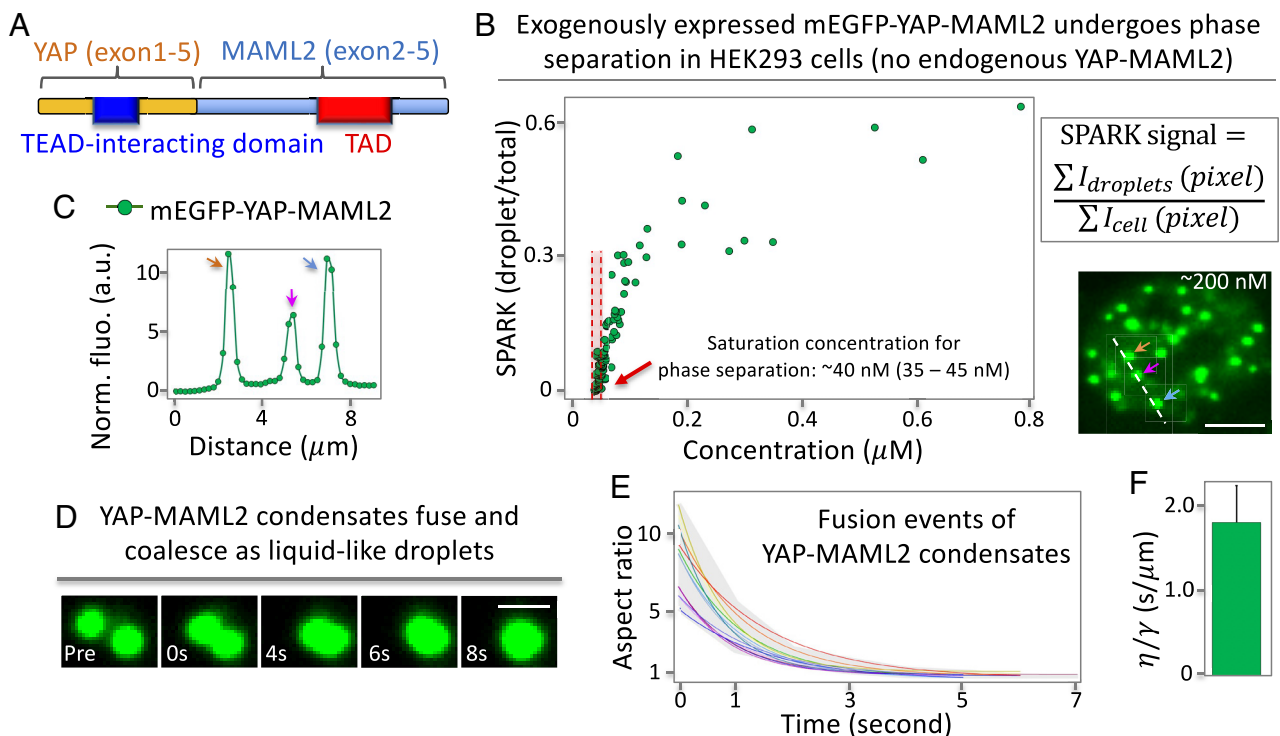 A
YAP (exon1-5) MAML2 (exon2-5)
TEAD-interacting domain TAD
B
Exogenously expressed mEGFP-YAP-MAML2 undergoes phase
separation in HEK293 cells (no endogenous YAP-MAML2)
SPARK (droplet/total)
0.6
0.3
0
Saturation concentration for
phase separation: ~40 nM (35 – 45 nM)
0 0.2 0.4 0.6 0.8
Concentration (μM)
SPARK signal =
∑ I_droplets (pixel)
∑ I_cell (pixel)
~200 nM
C
mEGFP-YAP-MAML2
Norm. fluo. (a.u.)
10
5
0
0 4 8
Distance (μm)
D
YAP-MAML2 condensates fuse and
coalesce as liquid-like droplets
Pre 0s 4s 6s 8s
E
Fusion events of
YAP-MAML2 condensates
Aspect ratio
10
5
1
0 1 3 5 7
Time (second)
F
η/γ (s/μm)
2.0
1.0
0